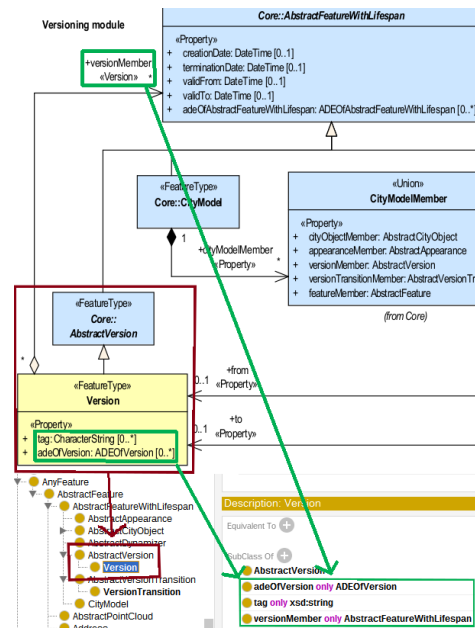 Versioning module
Core::AbstractFeatureWithLifespan
«Property»
+ creationDate: DateTime [0..1]
+ terminationDate: DateTime [0..1]
+ validFrom: DateTime [0..1]
+ validTo: DateTime [0..1]
+ adeOfAbstractFeatureWithLifespan: ADEOfAbstractFeatureWithLifespan [0..*]
+versionMember
«Version» *
«FeatureType»
Core::CityModel
1
+cityModelMember
«Property» *
«Union»
CityModelMember
«Property»
+ cityObjectMember: AbstractCityObject
+ appearanceMember: AbstractAppearance
+ versionMember: AbstractVersion
+ versionTransitionMember: AbstractVersionTr
+ featureMember: AbstractFeature
(from Core)
«FeatureType»
Core::
AbstractVersion
*
«FeatureType»
Version
«Property»
+ tag: CharacterString [0..*]
+ adeOfVersion: ADEOfVersion [0..*]
0..1 +from
«Property»
0..1 +to
«Property»
AnyFeature
AbstractFeature
AbstractFeatureWithLifespan
AbstractAppearance
AbstractCityObject
AbstractDynamizer
AbstractVersion
Version
AbstractVersionTransition
VersionTransition
CityModel
AbstractPointCloud
Address
Description: Version
Equivalent To
SubClass Of
AbstractVersion
adeOfVersion only ADEOfVersion
tag only xsd:string
versionMember only AbstractFeatureWithLifespan